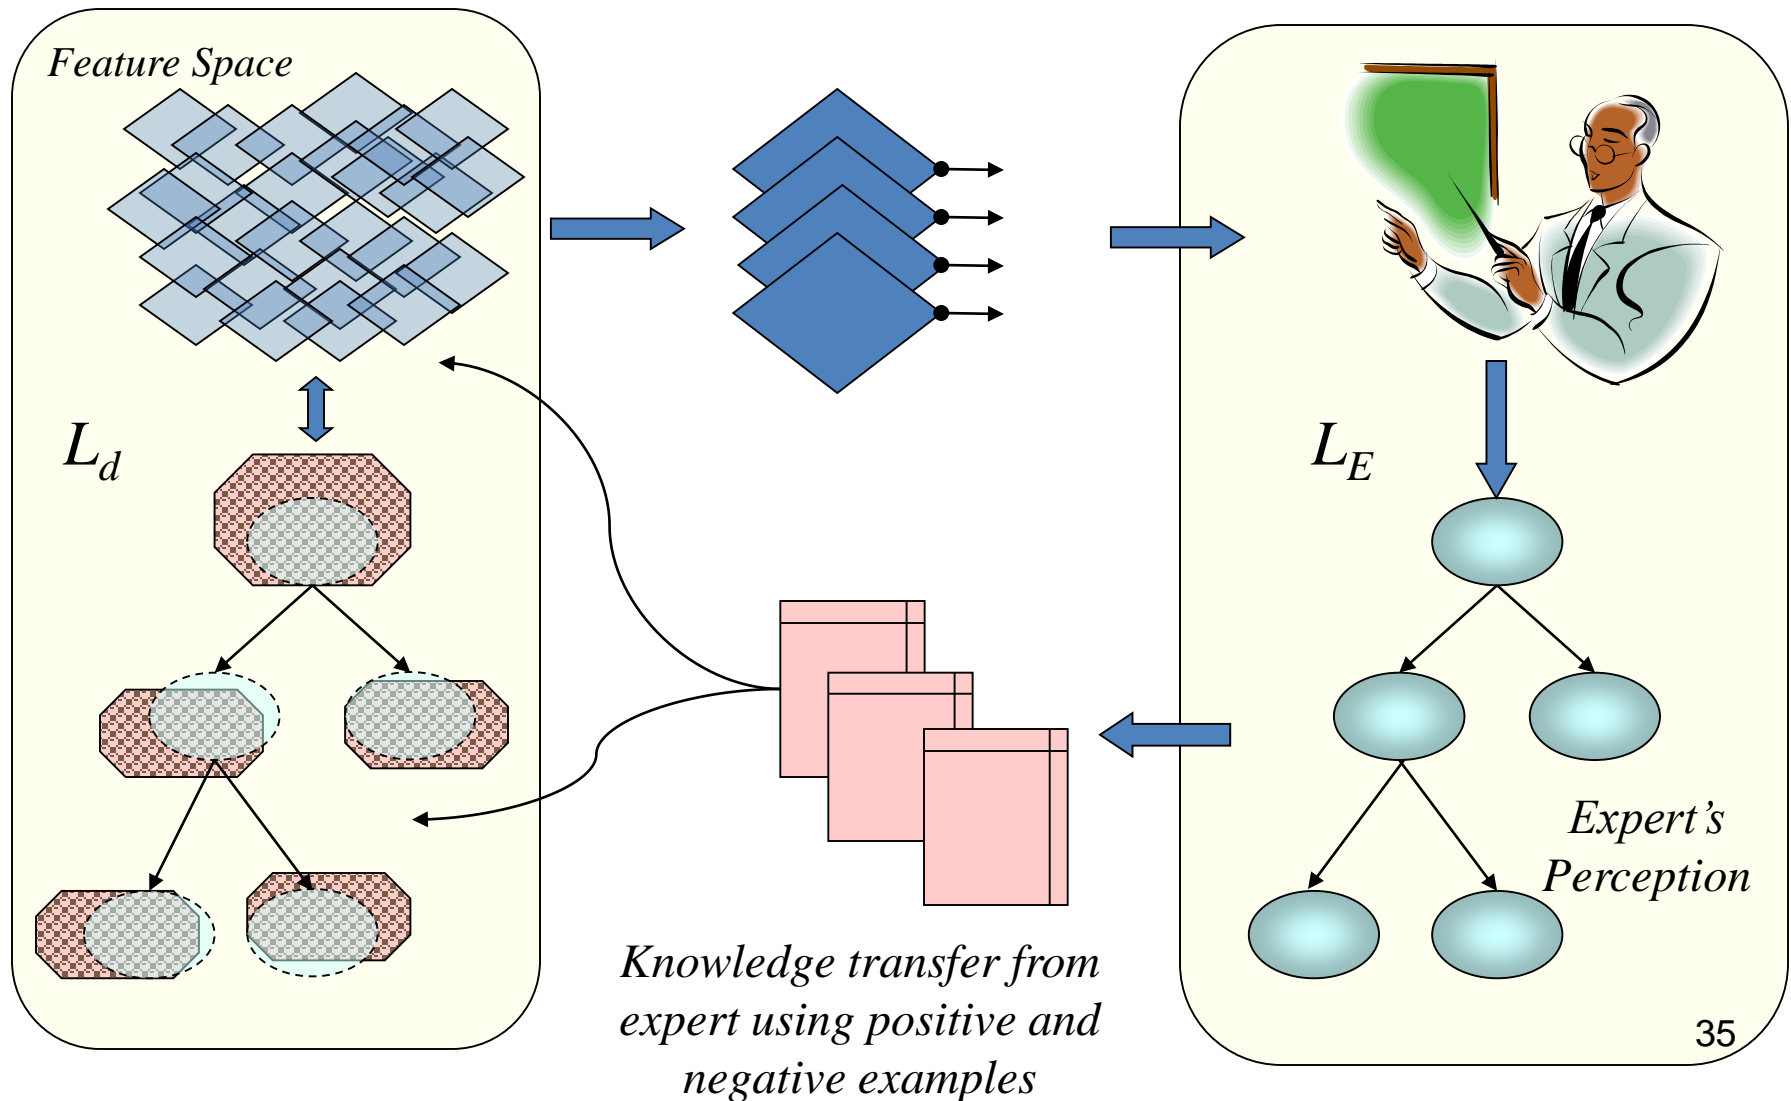 Feature Space
L_d
L_E
Expert’s
Perception
Knowledge transfer from
expert using positive and
negative examples
35